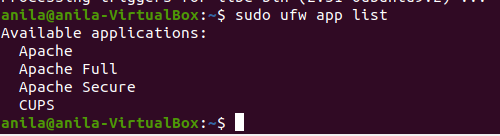 anila@anila-VirtualBox:~$ sudo ufw app list
Available applications:
  Apache
  Apache Full
  Apache Secure
  CUPS
anila@anila-VirtualBox:~$